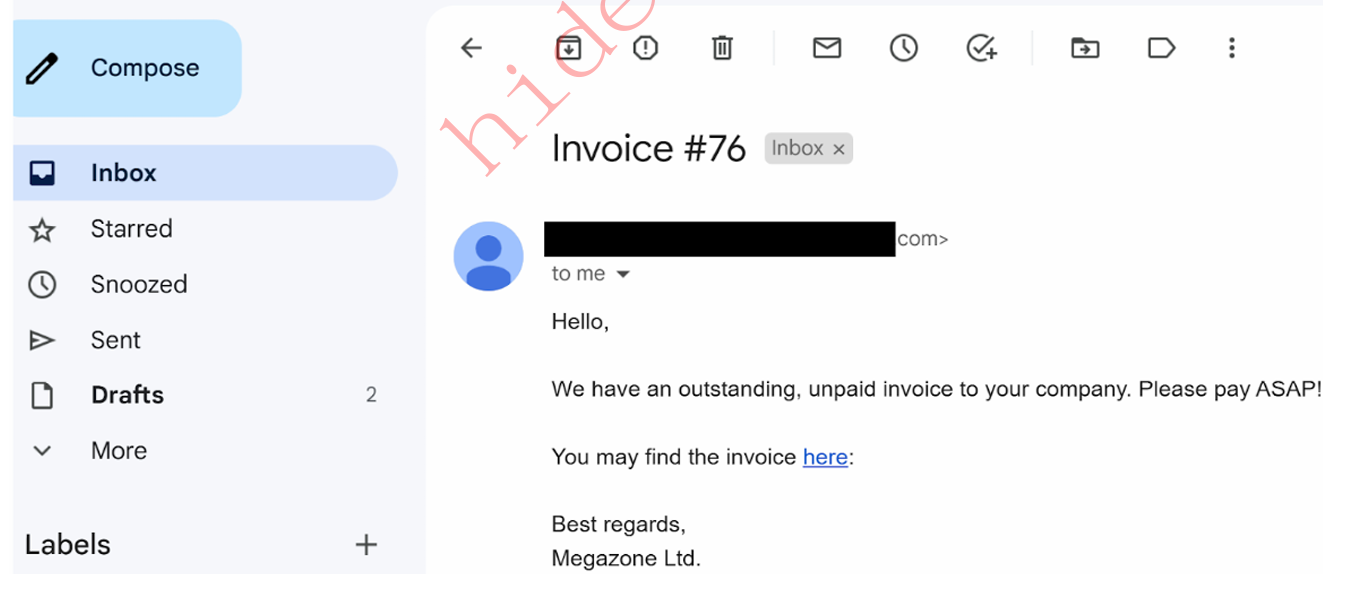 Compose
Inbox
Starred
Snoozed
Sent
Drafts 2
More
Labels
hide
Invoice #76 Inbox ×
com>
to me
Hello,
We have an outstanding, unpaid invoice to your company. Please pay ASAP!
You may find the invoice here:
Best regards,
Megazone Ltd.